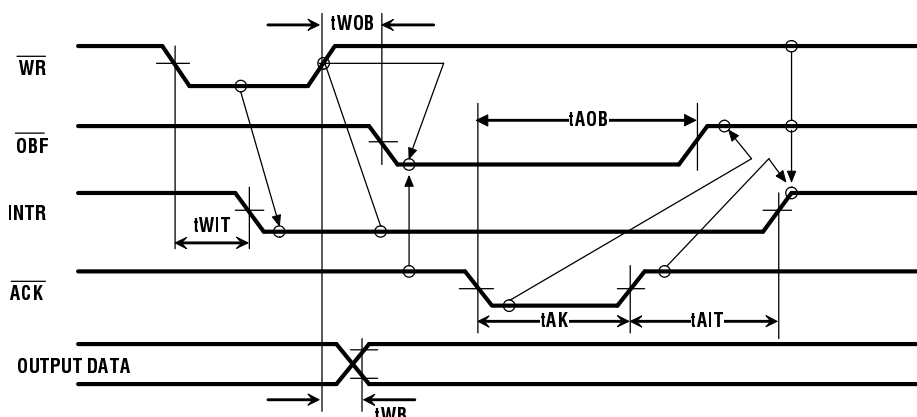 tWOB
WR
tAOB
OBF
INTR
tWIT
ACK
tAK
tAIT
OUTPUT DATA
tWB